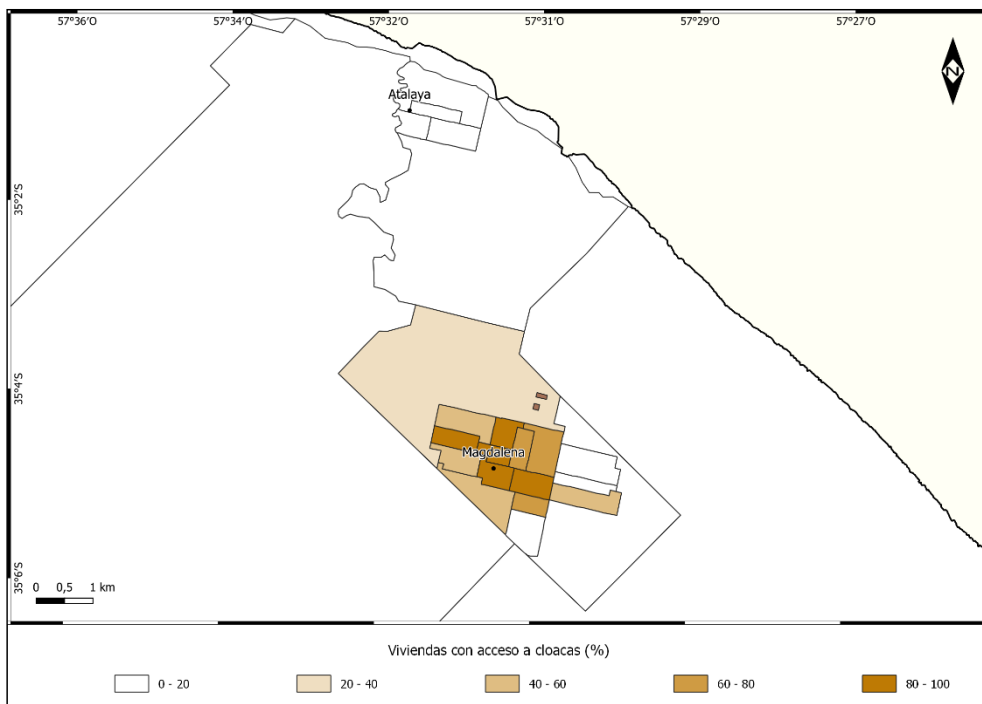 57°36'O 57°34'O 57°32'O 57°31'O 57°29'O 57°27'O
N
Atalaya
35°2'S
35°4'S
Magdalena
35°6'S
0 0,5 1 km
Viviendas con acceso a cloacas (%)
0 - 20 20 - 40 40 - 60 60 - 80 80 - 100